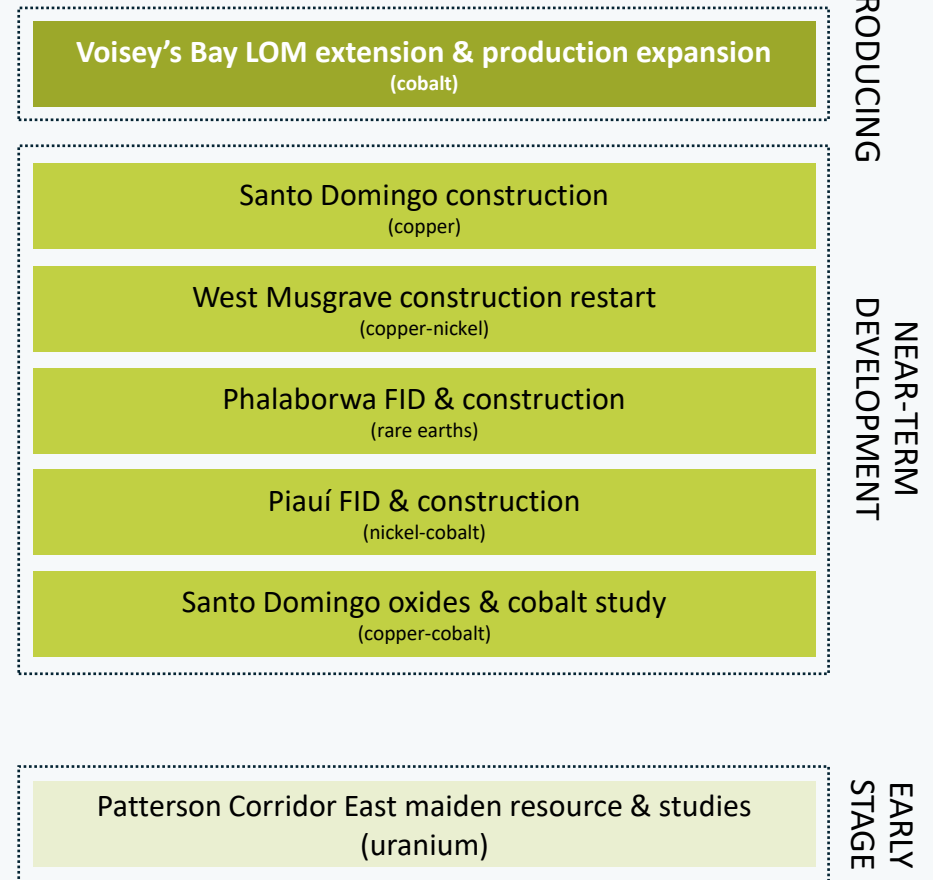 Voisey’s Bay LOM extension & production expansion
(cobalt)
RODUCING
Santo Domingo construction
(copper)
West Musgrave construction restart
(copper-nickel)
Phalaborwa FID & construction
(rare earths)
Piauí FID & construction
(nickel-cobalt)
Santo Domingo oxides & cobalt study
(copper-cobalt)
NEAR-TERM
DEVELOPMENT
Patterson Corridor East maiden resource & studies
(uranium)
EARLY
STAGE